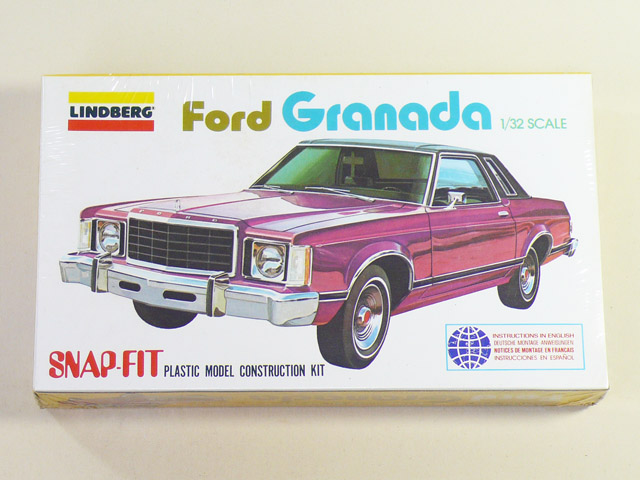 LINDBERG®
Ford Granada
1/32 SCALE
FORD
SNAP-FIT
PLASTIC MODEL CONSTRUCTION KIT
INSTRUCTIONS IN ENGLISH
DEUTSCHE MONTAGE ANWEISUNGEN
NOTICES DE MONTAGE EN FRANCAIS
INSTRUCCIONES EN ESPAÑOL